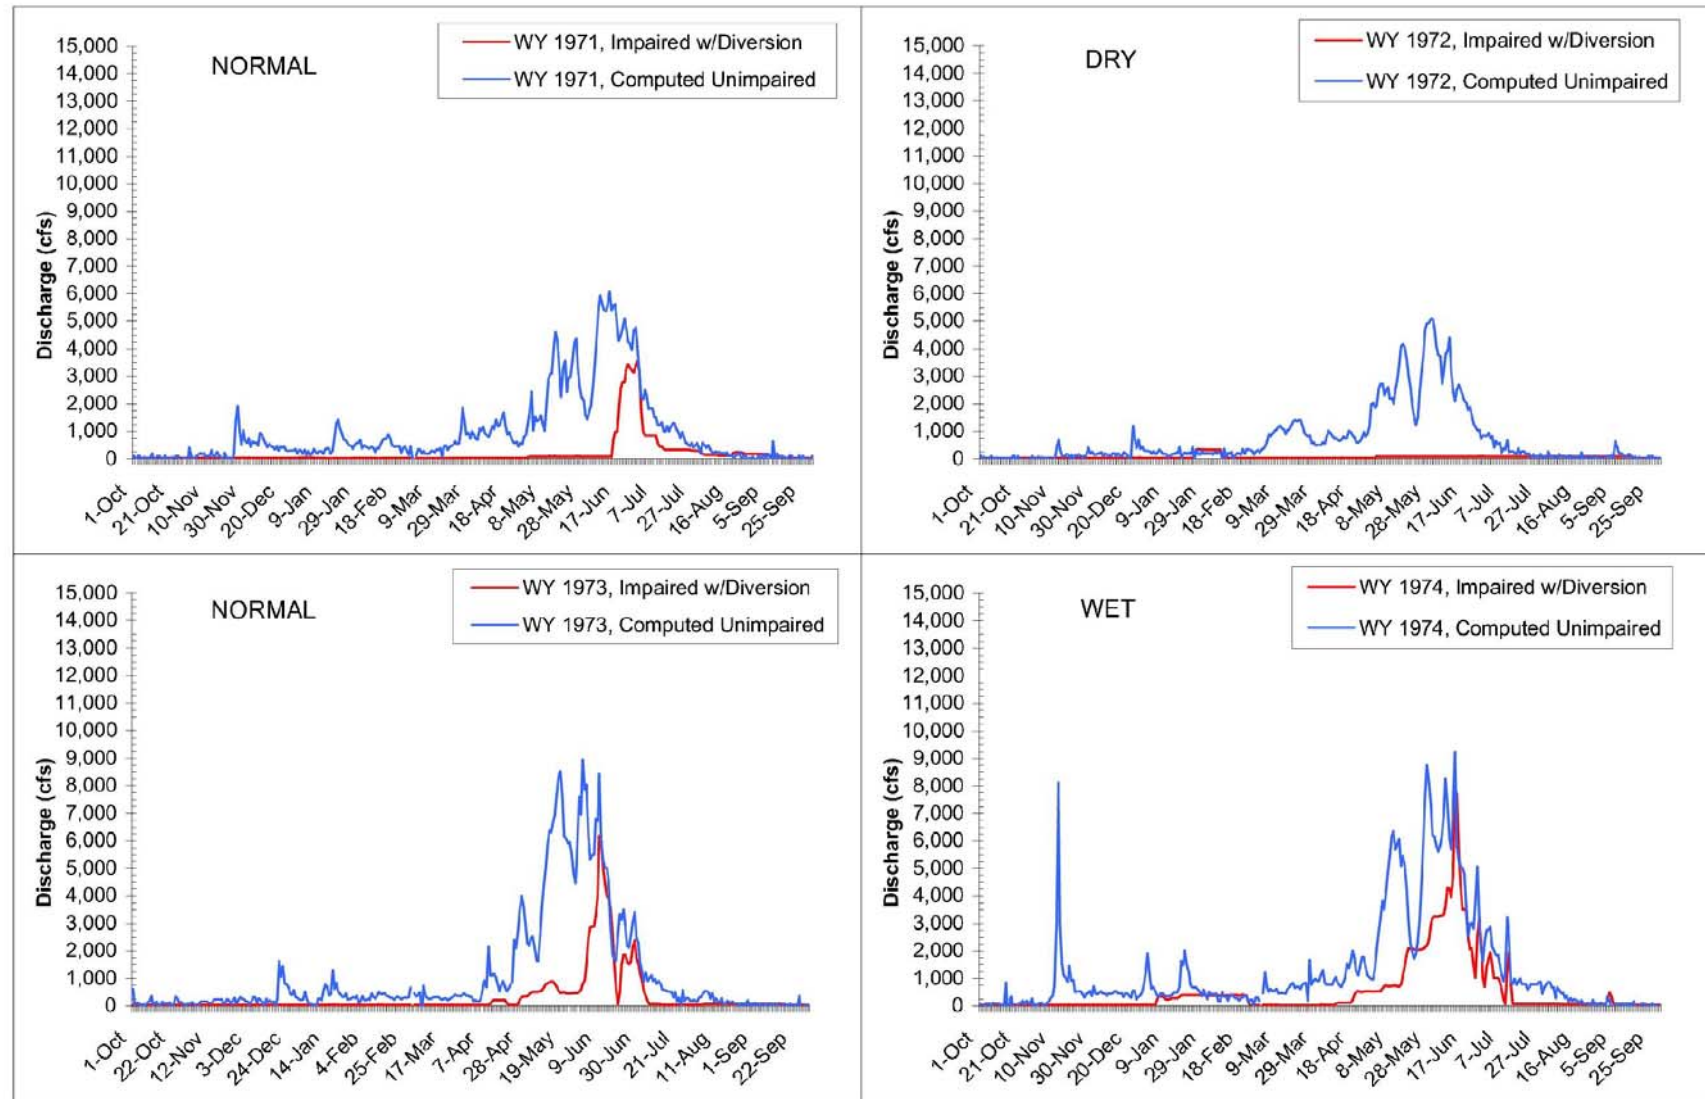 NORMAL
WY 1971, Impaired w/Diversion
WY 1971, Computed Unimpaired
Discharge (cfs)
15,000
14,000
13,000
12,000
11,000
10,000
9,000
8,000
7,000
6,000
5,000
4,000
3,000
2,000
1,000
0
1-Oct
21-Oct
10-Nov
30-Nov
20-Dec
9-Jan
29-Jan
18-Feb
9-Mar
29-Mar
18-Apr
8-May
28-May
17-Jun
7-Jul
27-Jul
16-Aug
5-Sep
25-Sep
DRY
WY 1972, Impaired w/Diversion
WY 1972, Computed Unimpaired
Discharge (cfs)
15,000
14,000
13,000
12,000
11,000
10,000
9,000
8,000
7,000
6,000
5,000
4,000
3,000
2,000
1,000
0
1-Oct
21-Oct
10-Nov
30-Nov
20-Dec
9-Jan
29-Jan
18-Feb
9-Mar
29-Mar
18-Apr
8-May
28-May
17-Jun
7-Jul
27-Jul
16-Aug
5-Sep
25-Sep
NORMAL
WY 1973, Impaired w/Diversion
WY 1973, Computed Unimpaired
Discharge (cfs)
15,000
14,000
13,000
12,000
11,000
10,000
9,000
8,000
7,000
6,000
5,000
4,000
3,000
2,000
1,000
0
1-Oct
22-Oct
12-Nov
3-Dec
24-Dec
14-Jan
4-Feb
25-Feb
17-Mar
7-Apr
28-Apr
19-May
9-Jun
30-Jun
21-Jul
11-Aug
1-Sep
22-Sep
WET
WY 1974, Impaired w/Diversion
WY 1974, Computed Unimpaired
Discharge (cfs)
15,000
14,000
13,000
12,000
11,000
10,000
9,000
8,000
7,000
6,000
5,000
4,000
3,000
2,000
1,000
0
1-Oct
21-Oct
10-Nov
30-Nov
20-Dec
9-Jan
29-Jan
18-Feb
9-Mar
29-Mar
18-Apr
8-May
28-May
17-Jun
7-Jul
27-Jul
16-Aug
5-Sep
25-Sep